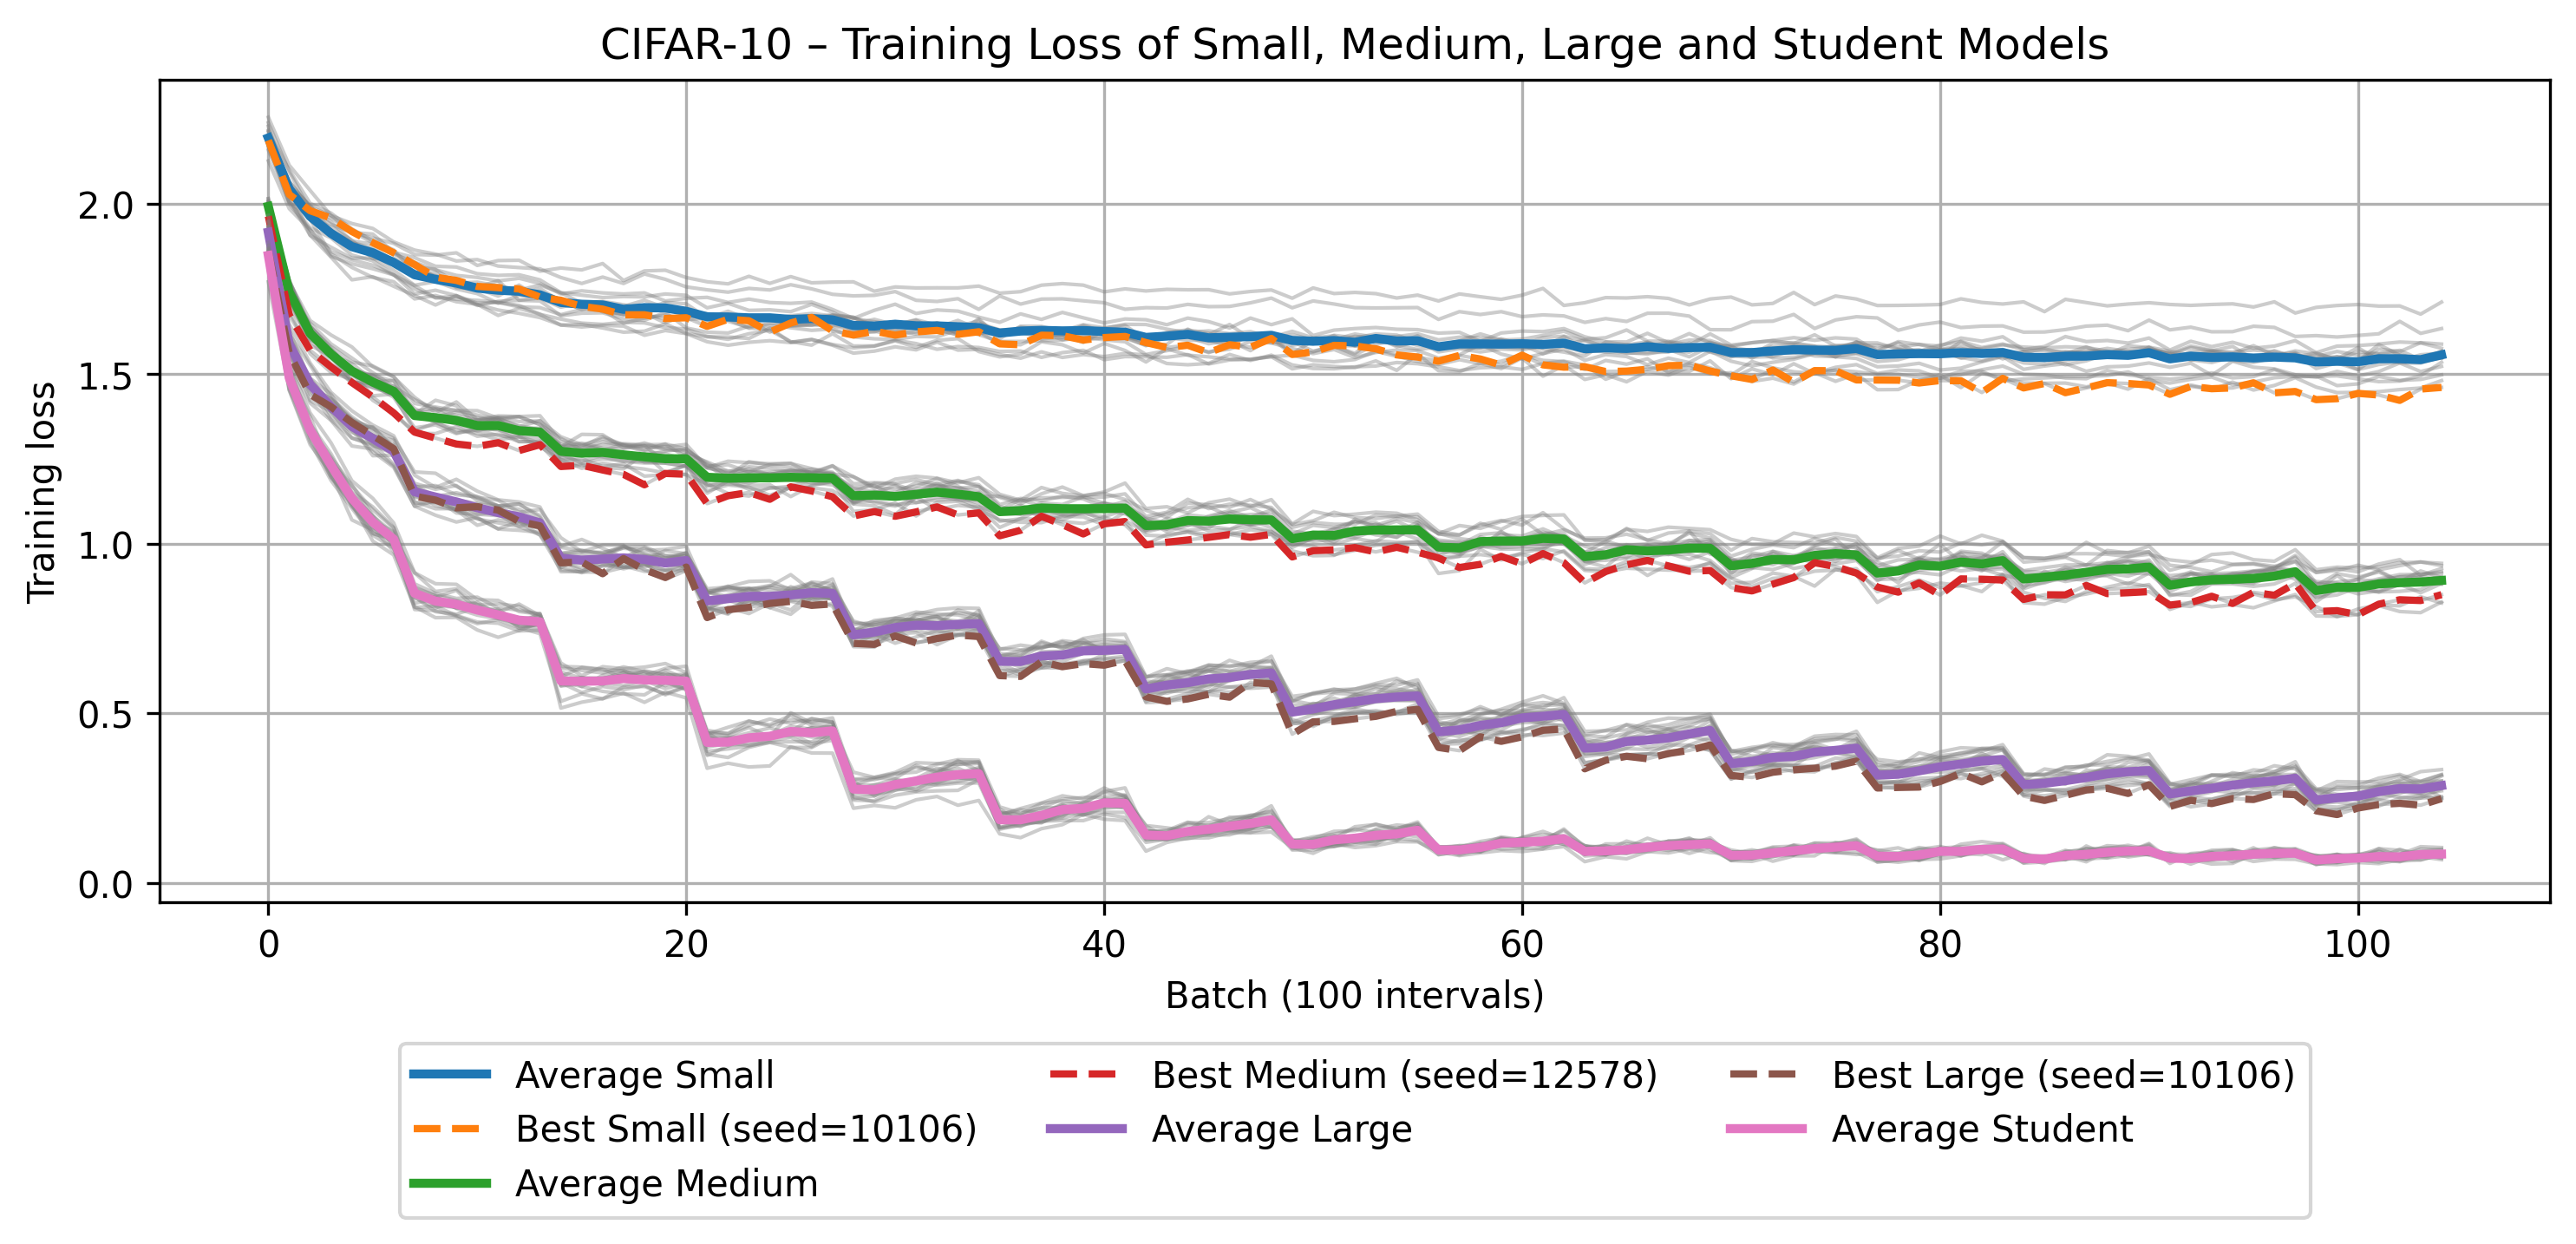 CIFAR-10 – Training Loss of Small, Medium, Large and Student Models
Training loss
2.0
1.5
1.0
0.5
0.0
0 20 40 60 80 100
Batch (100 intervals)
Average Small
Best Small (seed=10106)
Average Medium
Best Medium (seed=12578)
Average Large
Best Large (seed=10106)
Average Student